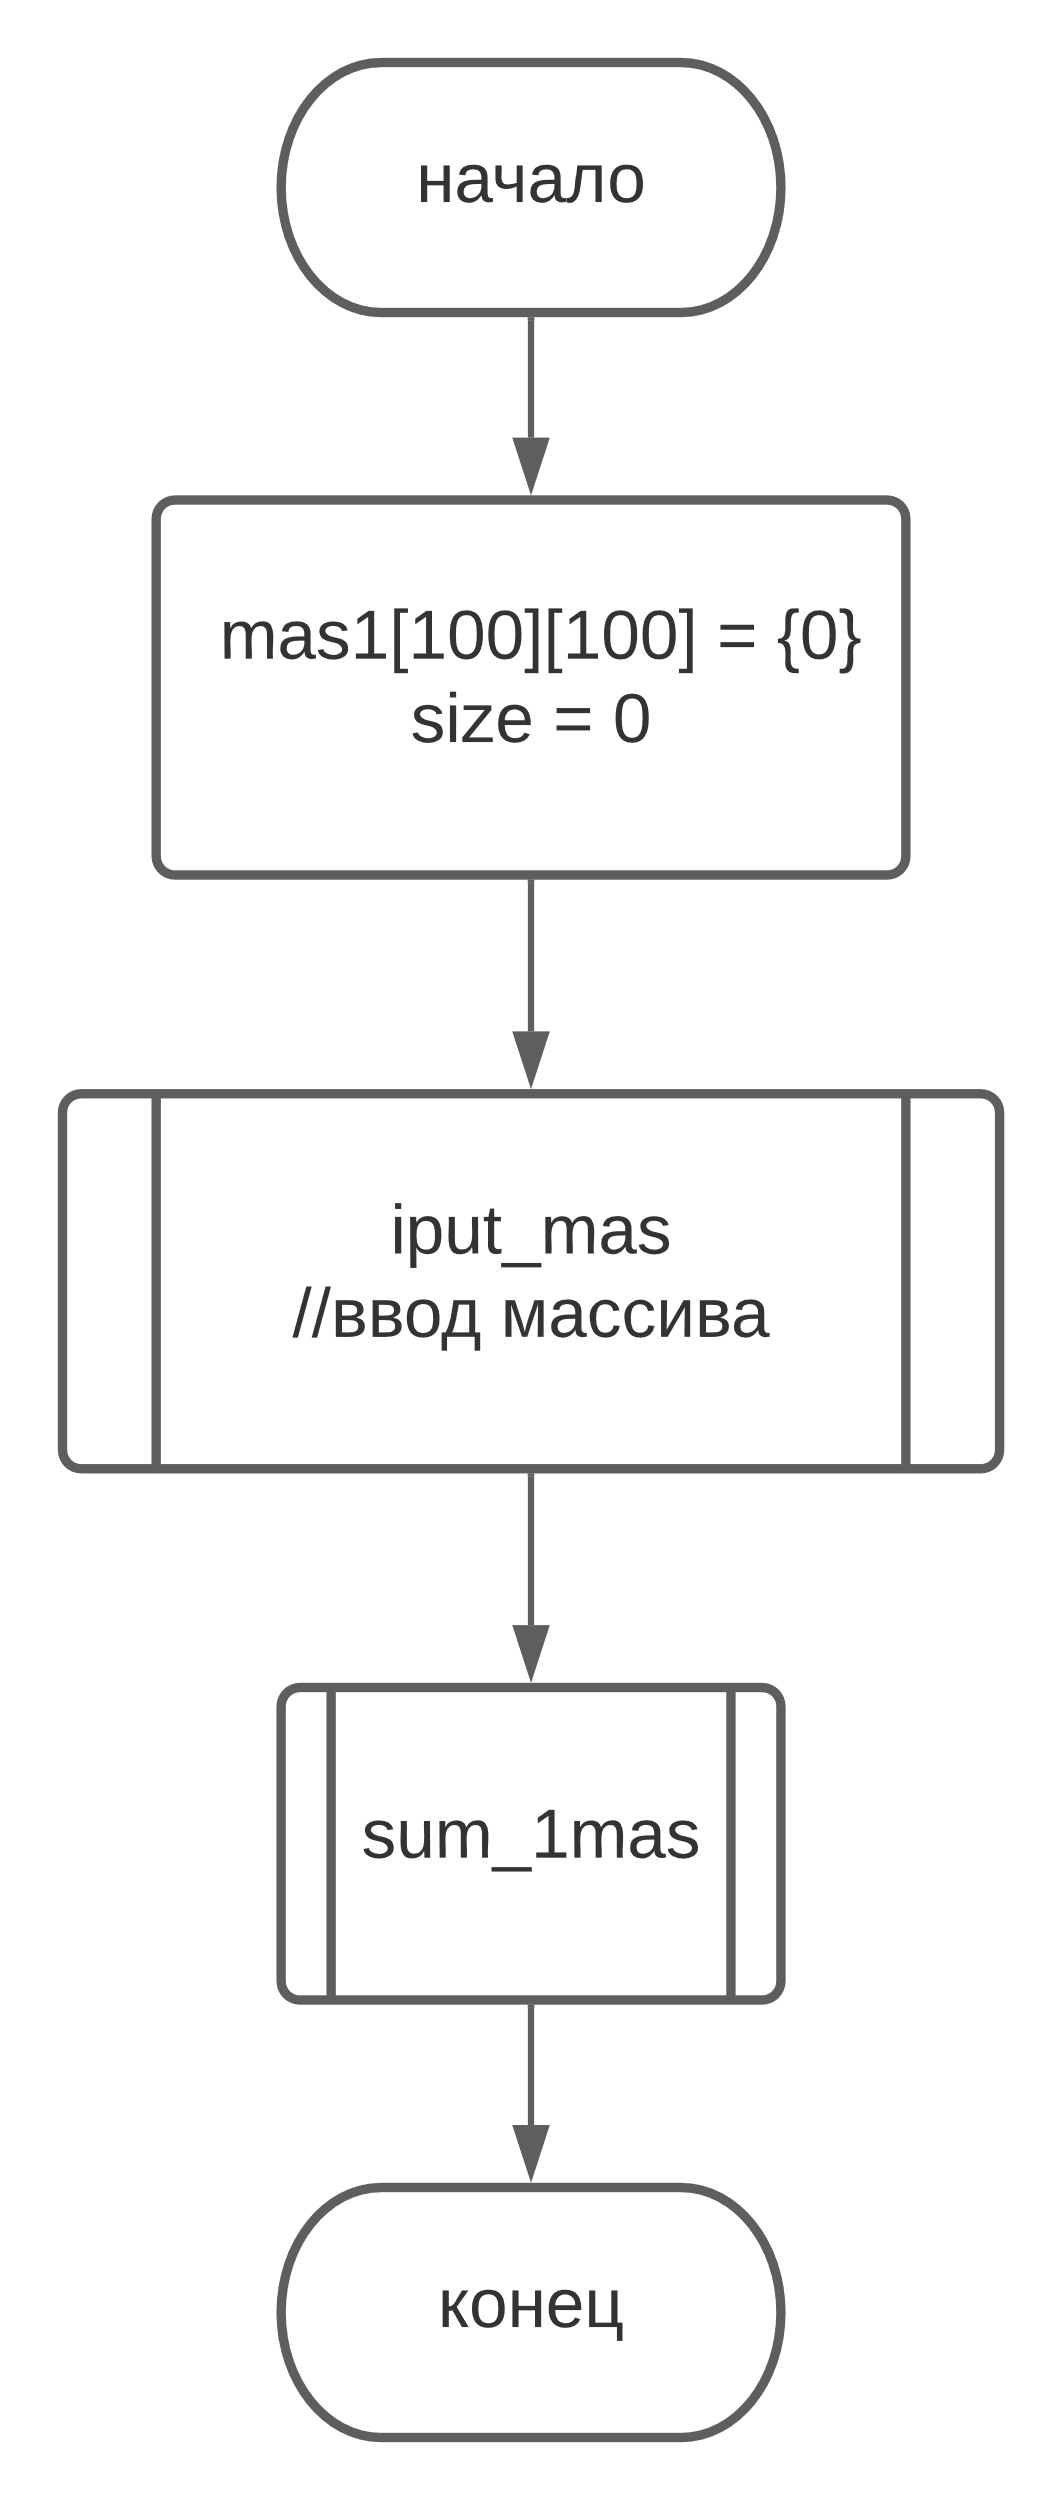 начало
mas1[100][100] = {0}
size = 0
iput_mas
//ввод массива
sum_1mas
конец